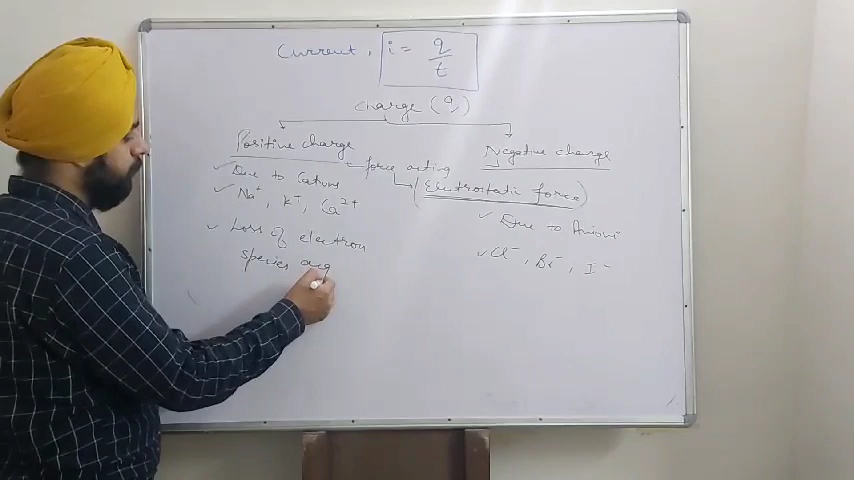 Current, i = q/t
Charge (q)
Positive charge
Negative charge
force acting
(Electrostatic force)
✓ Due to Cations
✓ Na⁺, K⁺, Ca²⁺
✓ Loss of electron
species
✓ Due to Anions
✓ Cl⁻, Br⁻, I⁻